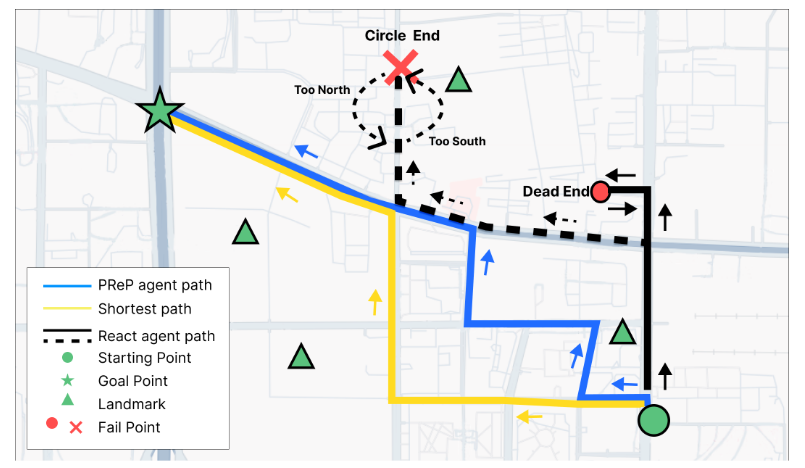 Circle End
Too North
Too South
Dead End
PReP agent path
Shortest path
React agent path
Starting Point
Goal Point
Landmark
Fail Point